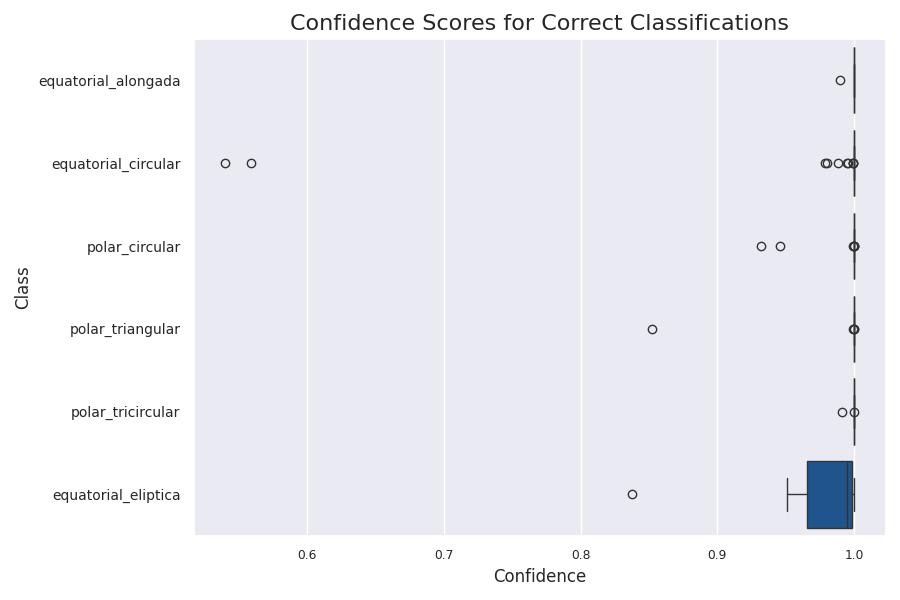 Confidence Scores for Correct Classifications
Class
equatorial_alongada
equatorial_circular
polar_circular
polar_triangular
polar_tricircular
equatorial_eliptica
0.6 0.7 0.8 0.9 1.0
Confidence